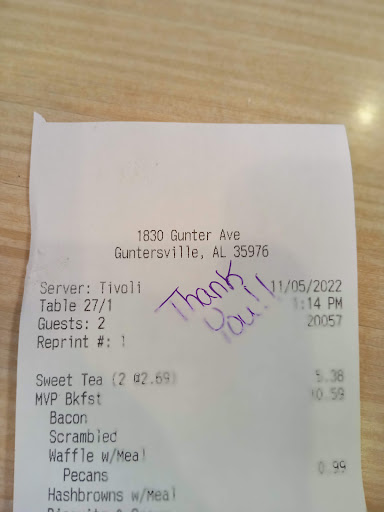 1830 Gunter Ave
Guntersville, AL 35976
Server: Tivoli 11/05/2022
Table 27/1 :14 PM
Guests: 2 20057
Reprint #: 1
Thank
You!!
Sweet Tea (2 @2.69) 5.38
MVP Bkfst 10.59
Bacon
Scrambled
Waffle w/Meal
Pecans 0.99
Hashbrowns w/Meal